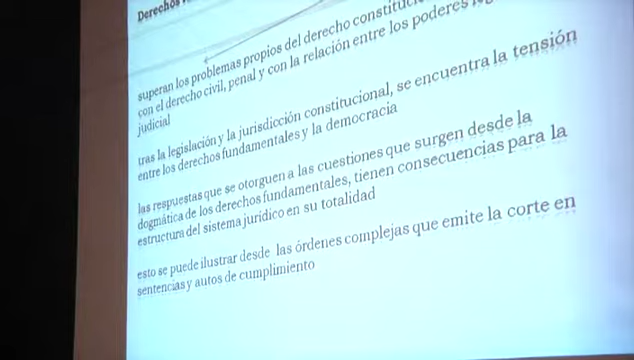 Derechos
superan los problemas propios del derecho
con el derecho civil, penal y con la relación entre los poderes
judicial
tras la legislación y la jurisdicción constitucional, se encuentra la tensión
entre los derechos fundamentales y la democracia
las respuestas que se otorguen a las cuestiones que surgen desde la
dogmática de los derechos fundamentales, tienen consecuencias para la
estructura del sistema jurídico en su totalidad
esto se puede ilustrar desde las órdenes complejas que emite la corte en
sentencias y autos de cumplimiento